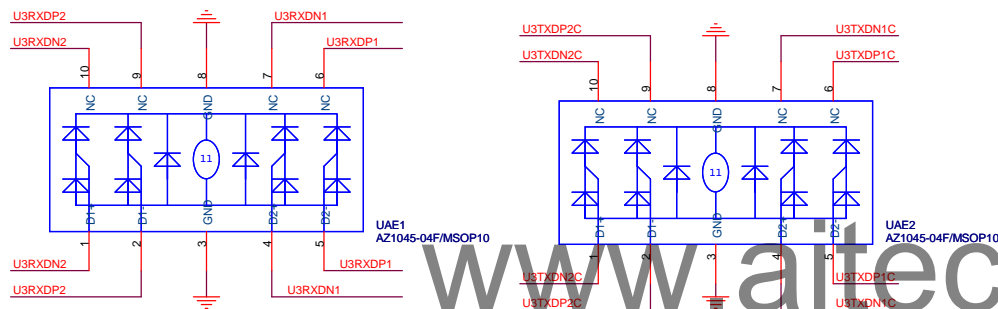 U3RXDP2
U3RXDN1
U3RXDN2
U3RXDP1
10
9
8
7
6
NC
NC
GND
NC
NC
11
D1+
D1-
GND
D2+
D2-
1
2
3
4
5
UAE1
AZ1045-04F/MSOP10
U3RXDN2
U3RXDP1
U3RXDP2
U3RXDN1
U3TXDP2C
U3TXDN1C
U3TXDN2C
U3TXDP1C
10
9
8
7
6
NC
NC
GND
NC
NC
11
D1+
D1-
GND
D2+
D2-
1
2
3
4
5
UAE2
AZ1045-04F/MSOP10
U3TXDN2C
U3TXDP1C
U3TXDP2C
U3TXDN1C
www.aitec